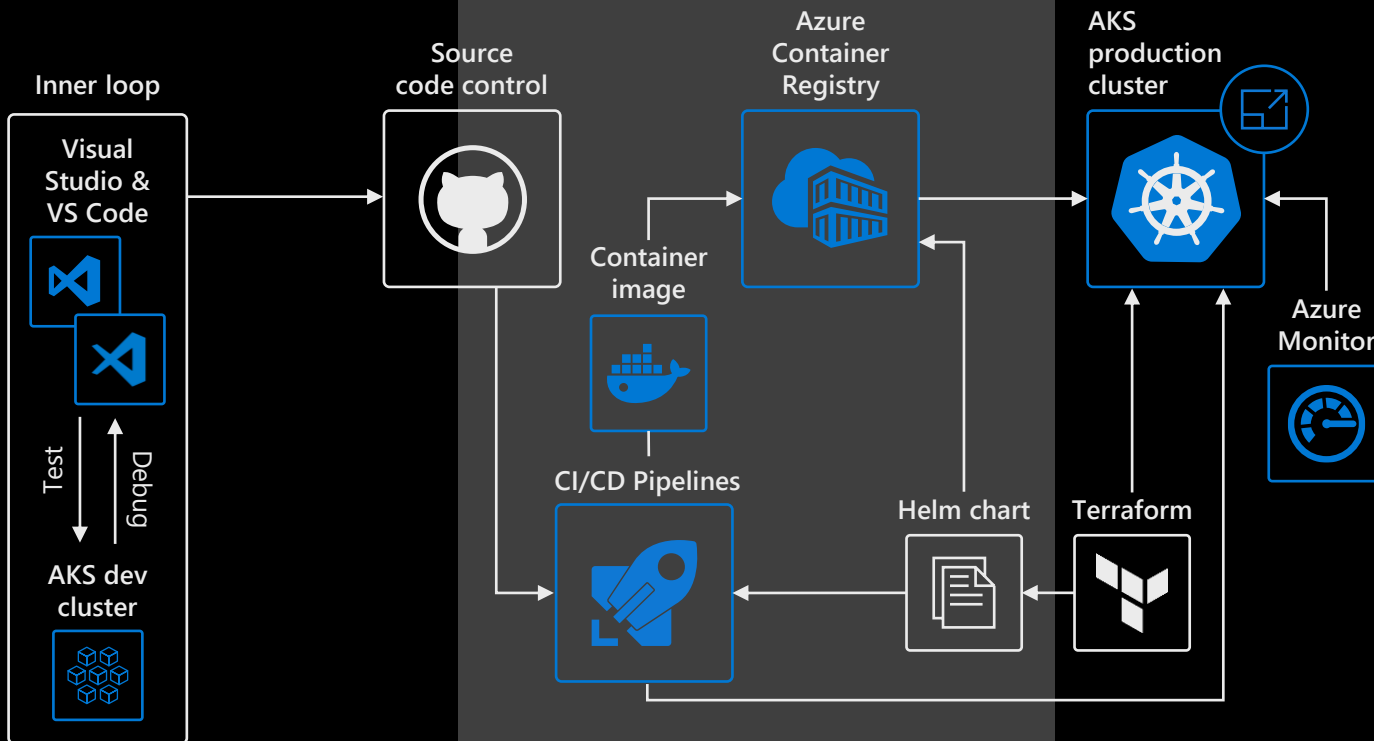 Inner loop
Visual
Studio &
VS Code
Test
Debug
AKS dev
cluster
Source
code control
Container
image
CI/CD Pipelines
Azure
Container
Registry
Helm chart
Terraform
AKS
production
cluster
Azure
Monitor